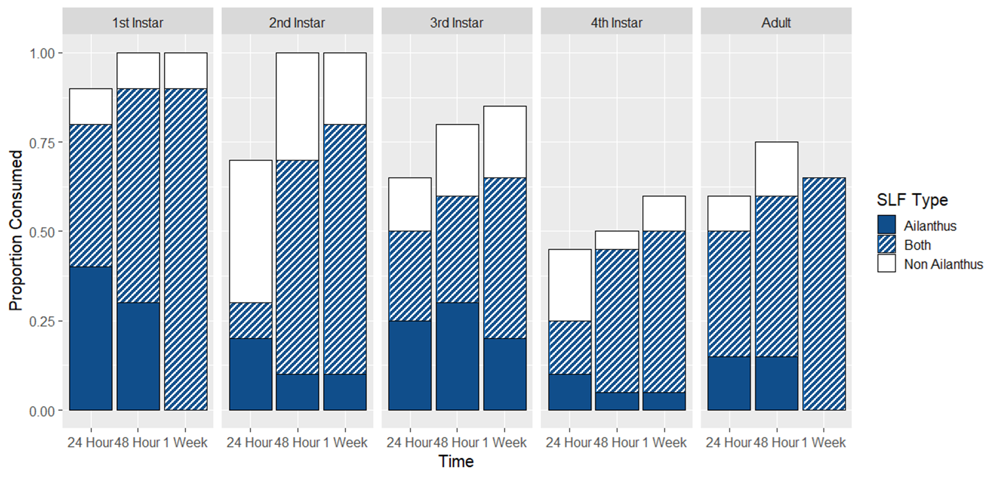 1st Instar 2nd Instar 3rd Instar 4th Instar Adult
Proportion Consumed
1.00
0.75
0.50
0.25
0.00
24 Hour 48 Hour 1 Week 24 Hour 48 Hour 1 Week 24 Hour 48 Hour 1 Week 24 Hour 48 Hour 1 Week 24 Hour 48 Hour 1 Week
Time
SLF Type
Ailanthus
Both
Non Ailanthus